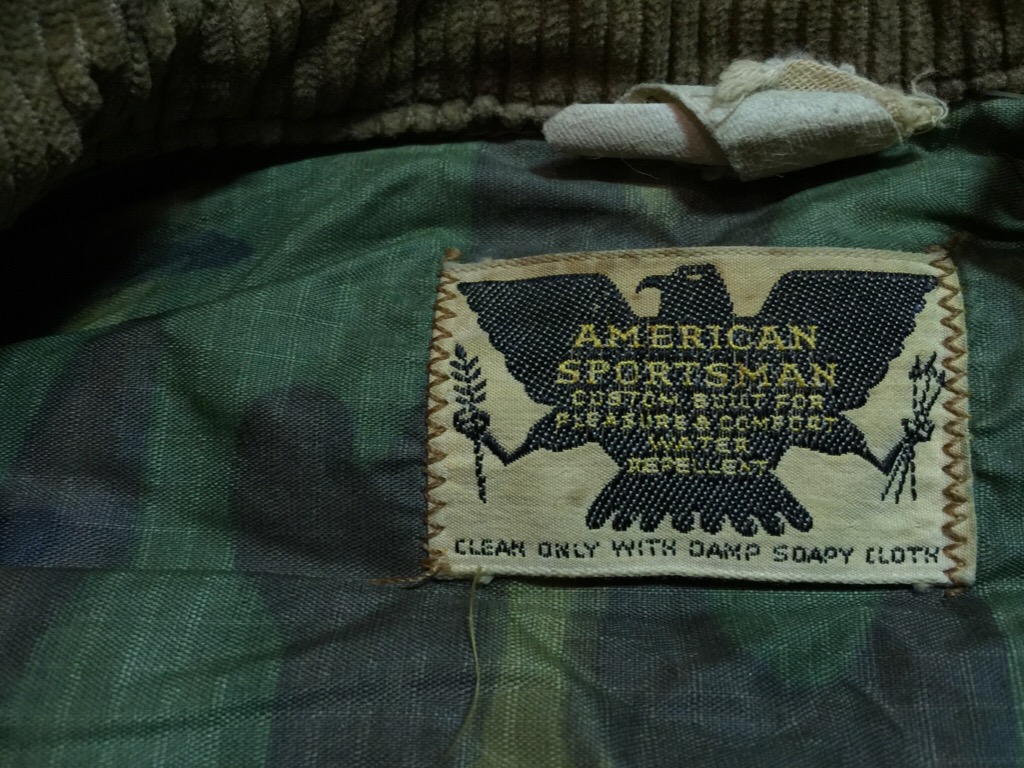 AMERICAN
SPORTSMAN
CUSTOM BUILT FOR
PLEASURE & COMFORT
WATER
REPELLENT
CLEAN ONLY WITH DAMP SOAPY CLOTH